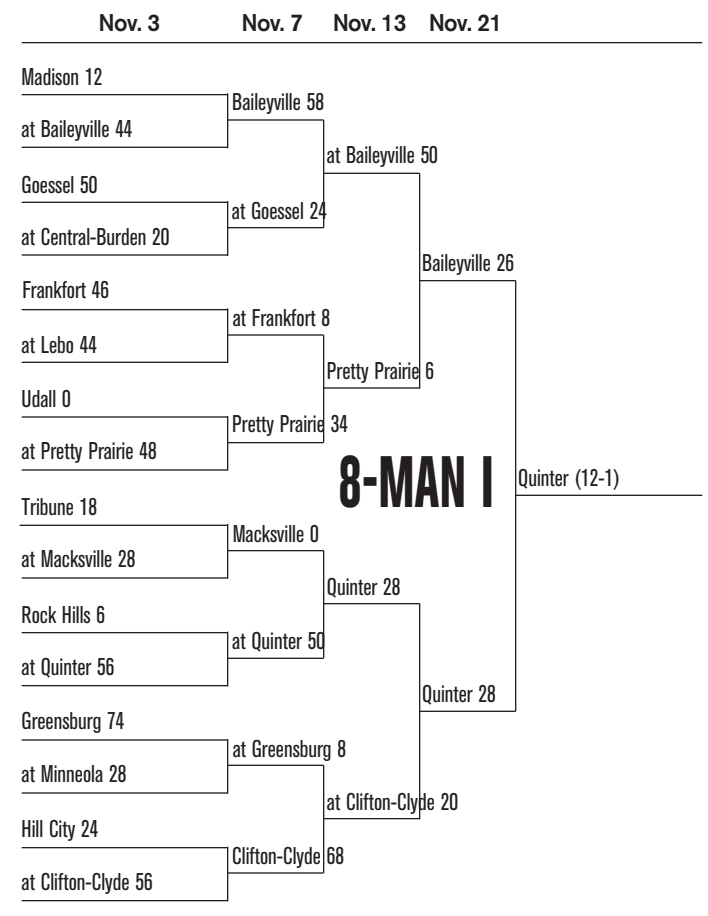 Nov. 3 Nov. 7 Nov. 13 Nov. 21
Madison 12
Baileyville 58
at Baileyville 44
at Baileyville 50
Goessel 50
at Goessel 24
at Central-Burden 20
Baileyville 26
Frankfort 46
at Frankfort 8
at Lebo 44
Pretty Prairie 6
Udall 0
Pretty Prairie 34
at Pretty Prairie 48
8-MAN I
Quinter (12-1)
Tribune 18
Macksville 0
at Macksville 28
Quinter 28
Rock Hills 6
at Quinter 50
at Quinter 56
Quinter 28
Greensburg 74
at Greensburg 8
at Minneola 28
at Clifton-Clyde 20
Hill City 24
Clifton-Clyde 68
at Clifton-Clyde 56